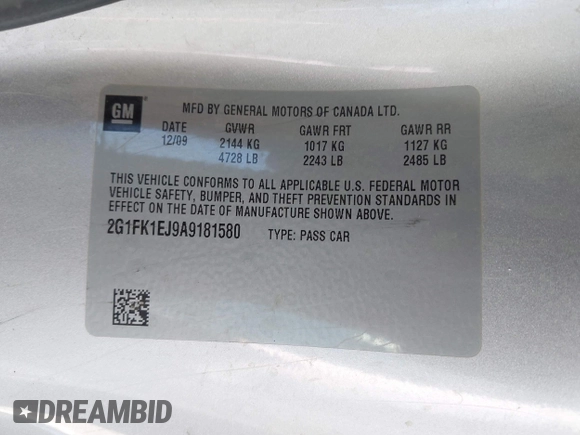 GM
MFD BY GENERAL MOTORS OF CANADA LTD.
DATE GVWR GAWR FRT GAWR RR
12/09 2144 KG 1017 KG 1127 KG
4728 LB 2243 LB 2485 LB
THIS VEHICLE CONFORMS TO ALL APPLICABLE U.S. FEDERAL MOTOR
VEHICLE SAFETY, BUMPER, AND THEFT PREVENTION STANDARDS IN
EFFECT ON THE DATE OF MANUFACTURE SHOWN ABOVE.
2G1FK1EJ9A9181580 TYPE: PASS CAR
DREAMBID